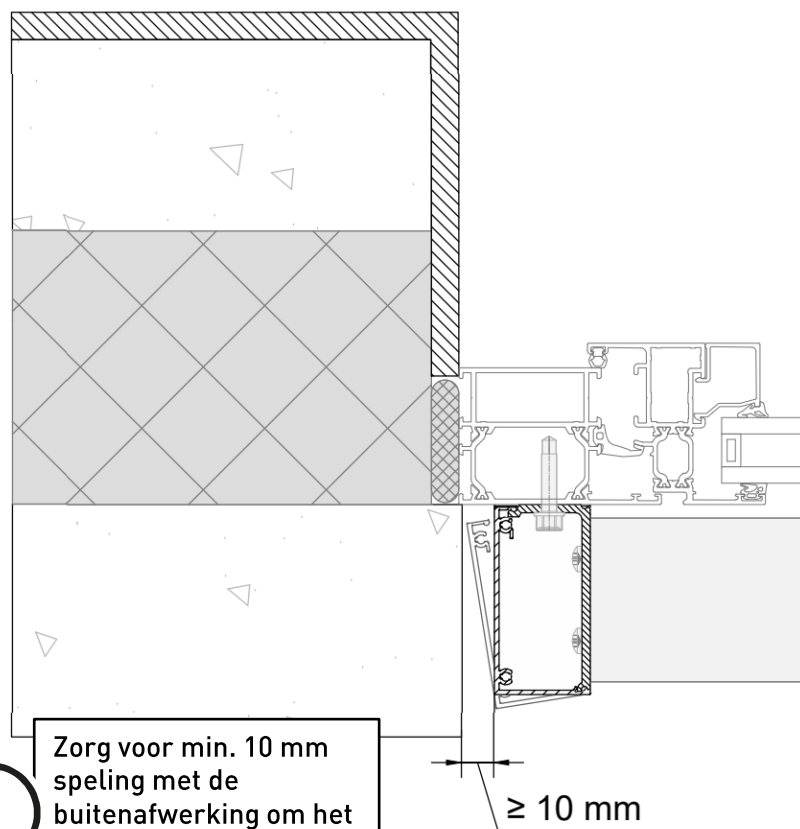 Zorg voor min. 10 mm
speling met de
buitenafwerking om het
≥ 10 mm